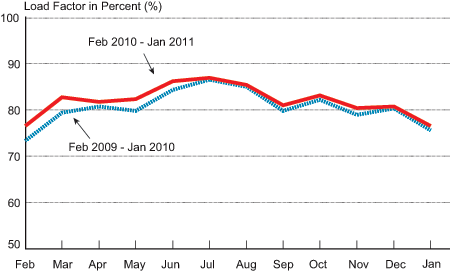 Load Factor in Percent (%)
100
Feb 2010 - Jan 2011
90
80
Feb 2009 - Jan 2010
70
60
50
Feb Mar Apr May Jun Jul Aug Sep Oct Nov Dec Jan